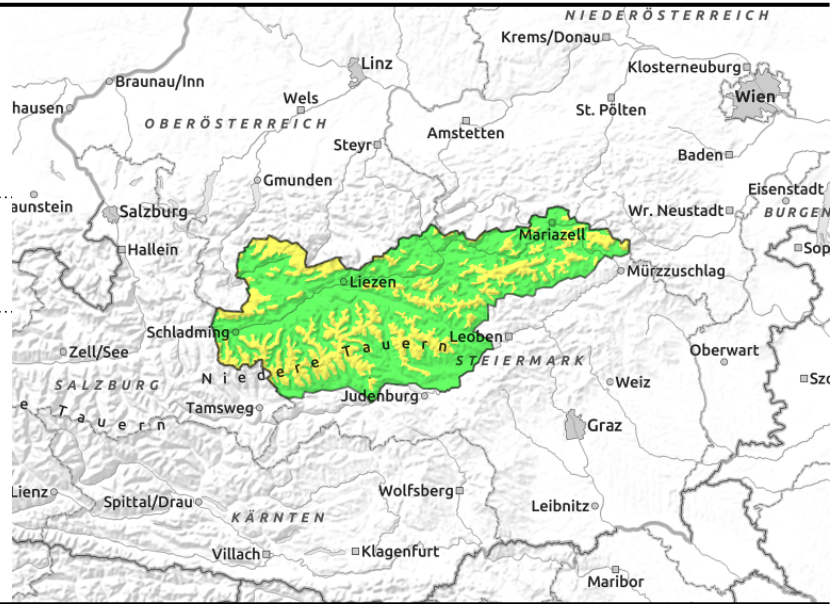 NIEDERÖSTERREICH
Krems/Donau
Linz
Klosterneuburg
Braunau/Inn
Wien
hausen
Wels
St. Pölten
OBERÖSTERREICH
Amstetten
Steyr
Baden
Gmunden
Eisenstadt
aunstein
Salzburg
Wr. Neustadt
BURGEN
Mariazell
Hallein
Sop
Mürzzuschlag
Liezen
Schladming
Leoben
Zell/See
Oberwart
STEIERMARK
Niedere Tauern
SALZBURG
Weiz
Szo
Judenburg
Tamsweg
e Tauern
Graz
Lienz
Wolfsberg
Spittal/Drau
Leibnitz
KÄRNTEN
Villach
Klagenfurt
Maribor